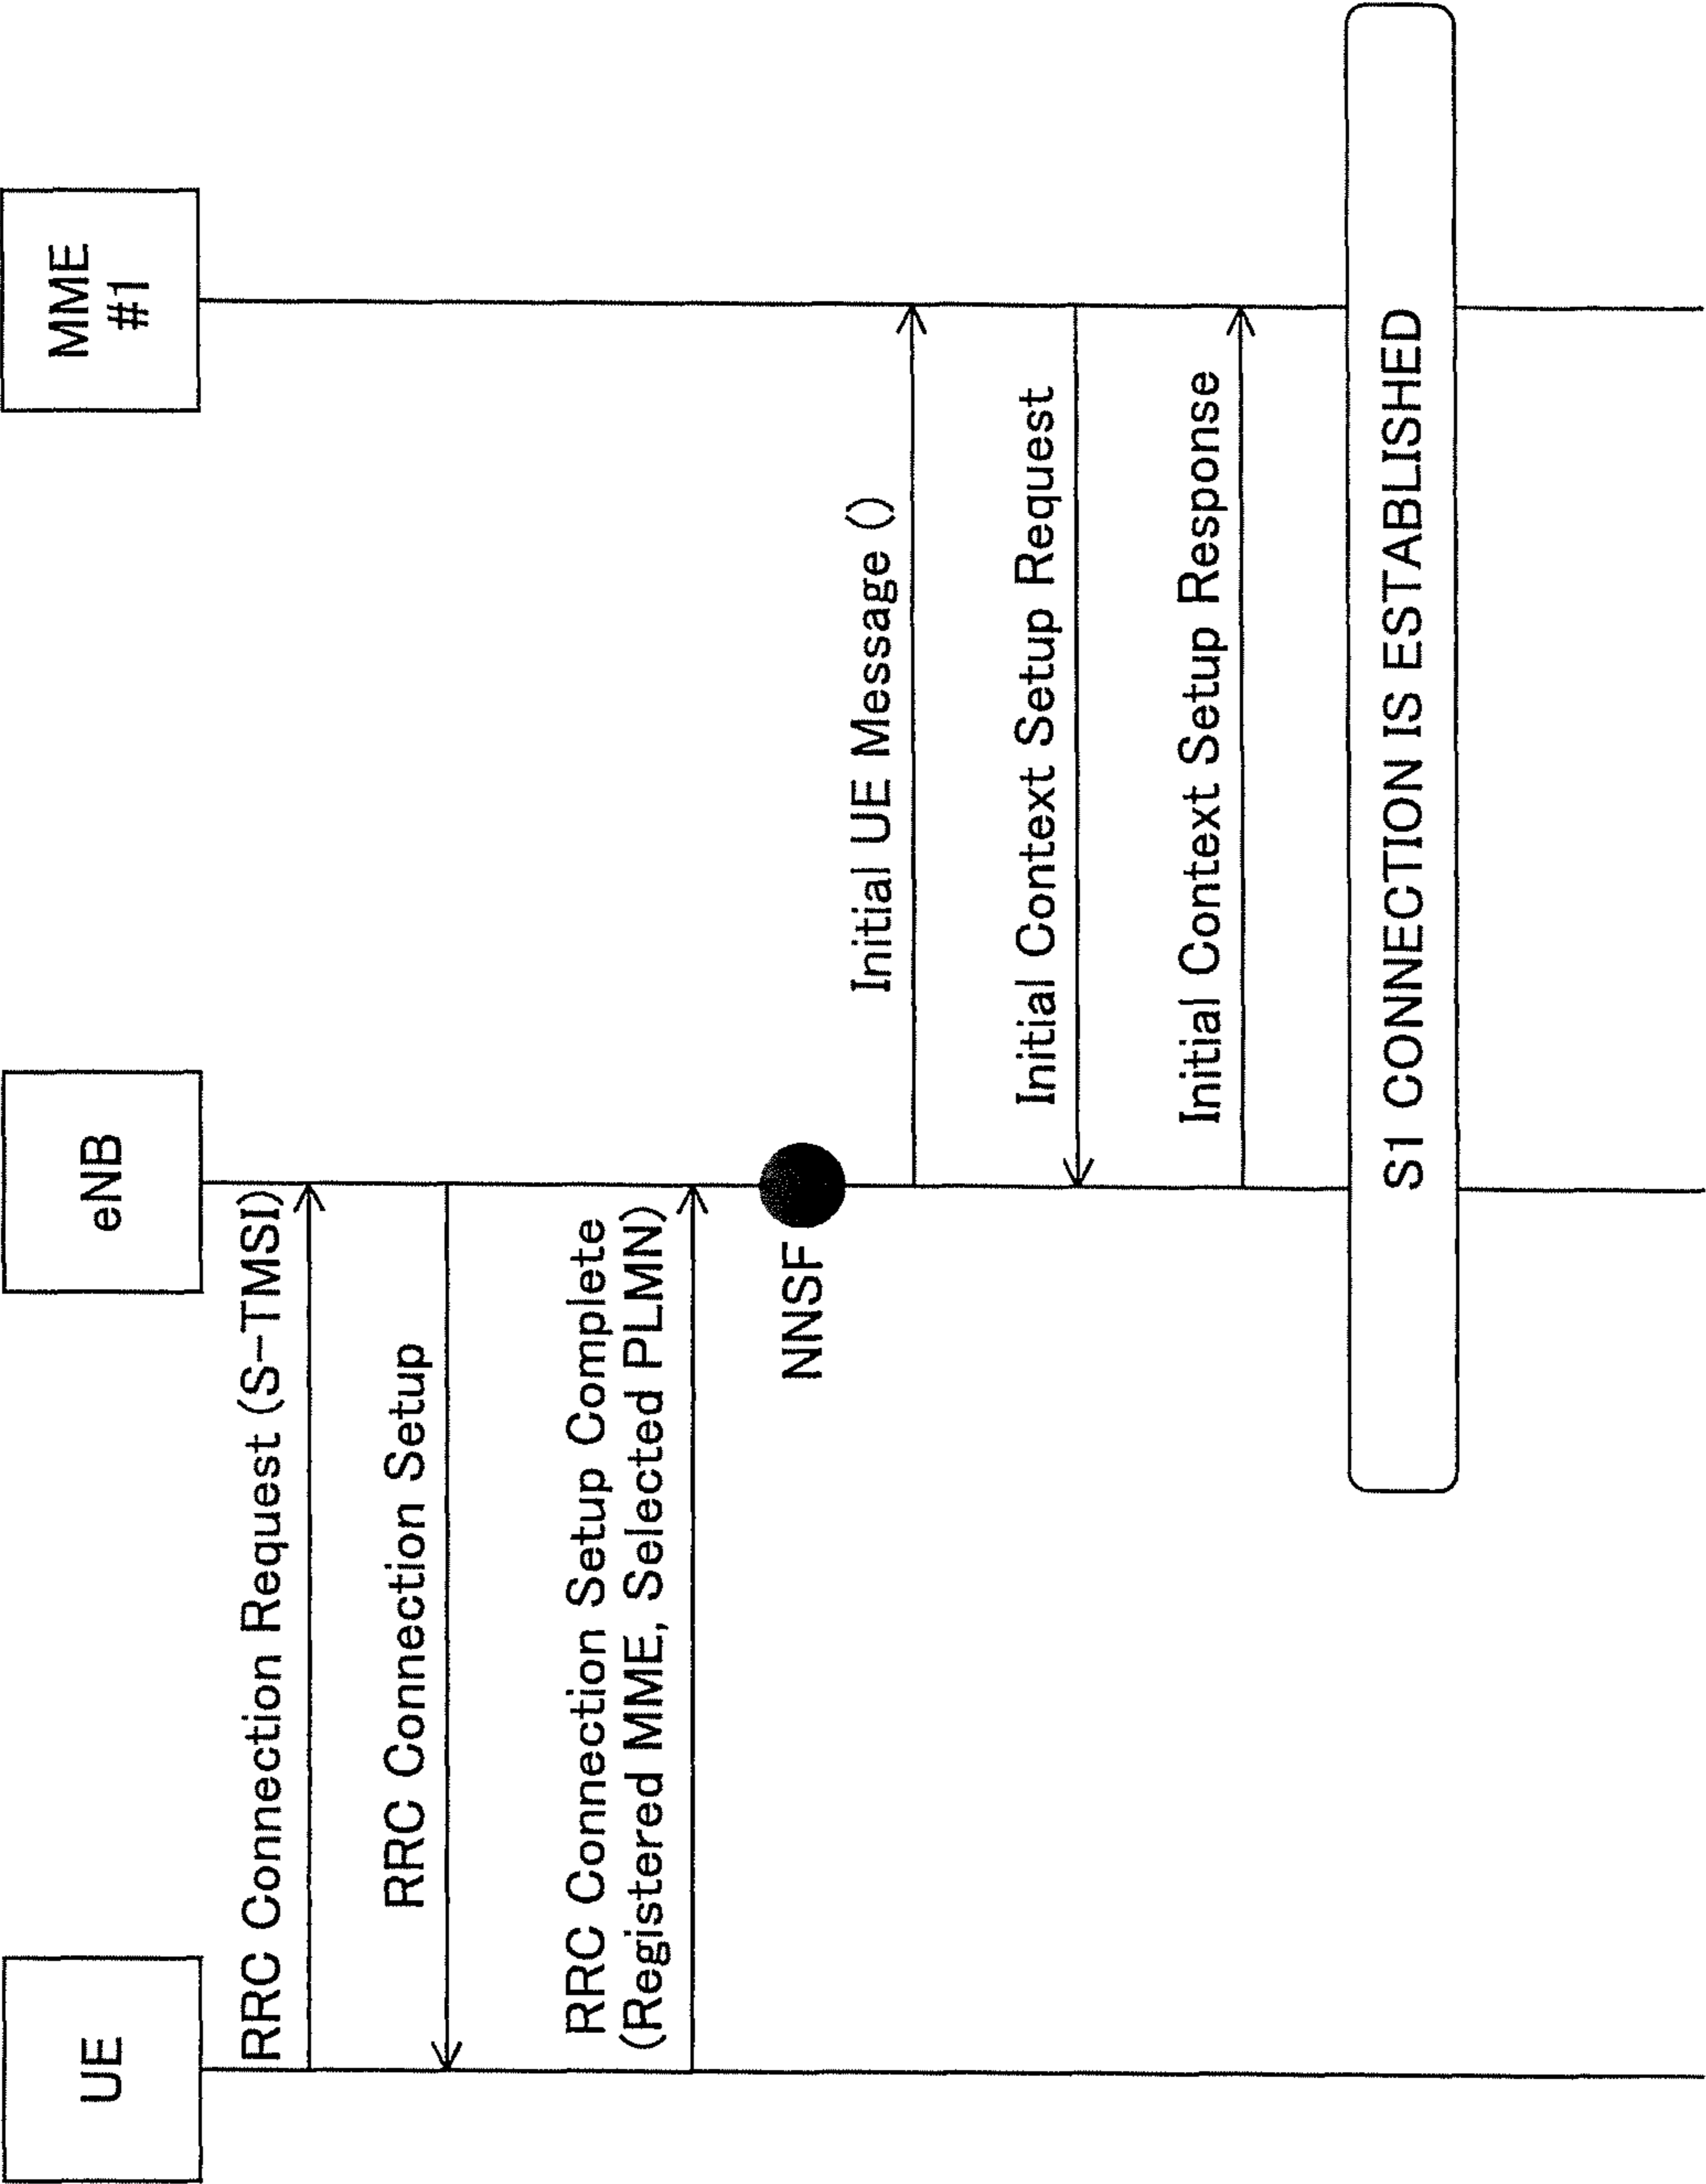 UE
eNB
MME
#1
RRC Connection Request (S-TMSI)
RRC Connection Setup
RRC Connection Setup Complete
(Registered MME, Selected PLMN)
NNSF
Initial UE Message ()
Initial Context Setup Request
Initial Context Setup Response
S1 CONNECTION IS ESTABLISHED